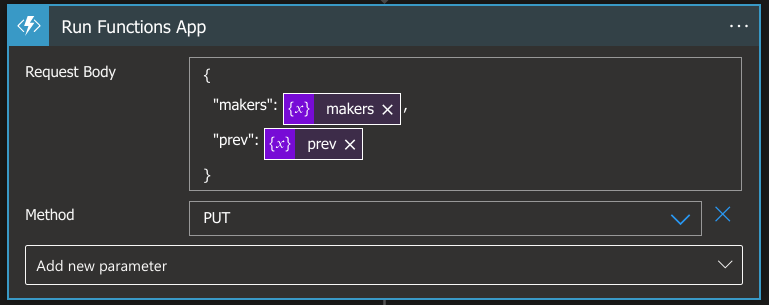 Run Functions App
Request Body
{
"makers": {x} makers ,
"prev": {x} prev
}
Method
PUT
Add new parameter